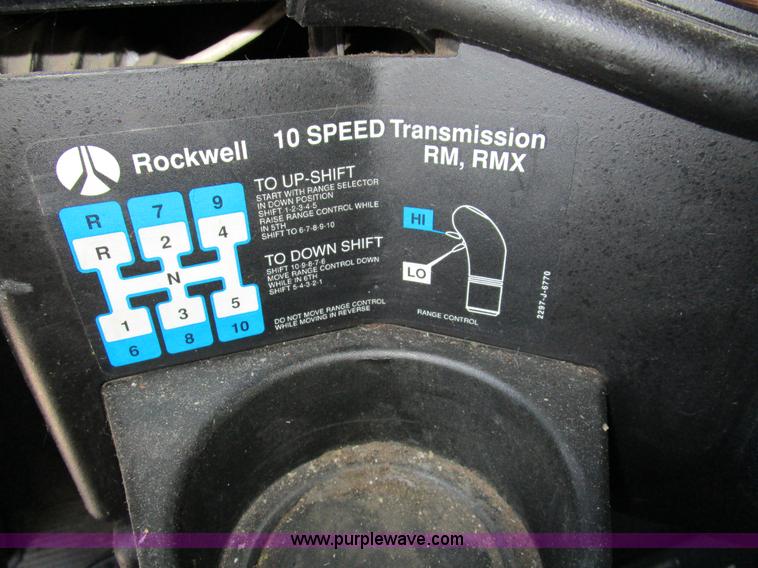 Rockwell 10 SPEED Transmission
RM, RMX
TO UP-SHIFT
START WITH RANGE SELECTOR
IN DOWN POSITION
SHIFT 1-2-3-4-5
RAISE RANGE CONTROL WHILE
IN 5TH
SHIFT TO 6-7-8-9-10
TO DOWN SHIFT
SHIFT 10-9-8-7-6
MOVE RANGE CONTROL DOWN
WHILE IN 6TH
SHIFT 5-4-3-2-1
DO NOT MOVE RANGE CONTROL
WHILE MOVING IN REVERSE
R 7 9
R 2 4
N
1 3 5
6 8 10
HI
LO
RANGE CONTROL
2297-J-6770
www.purplewave.com